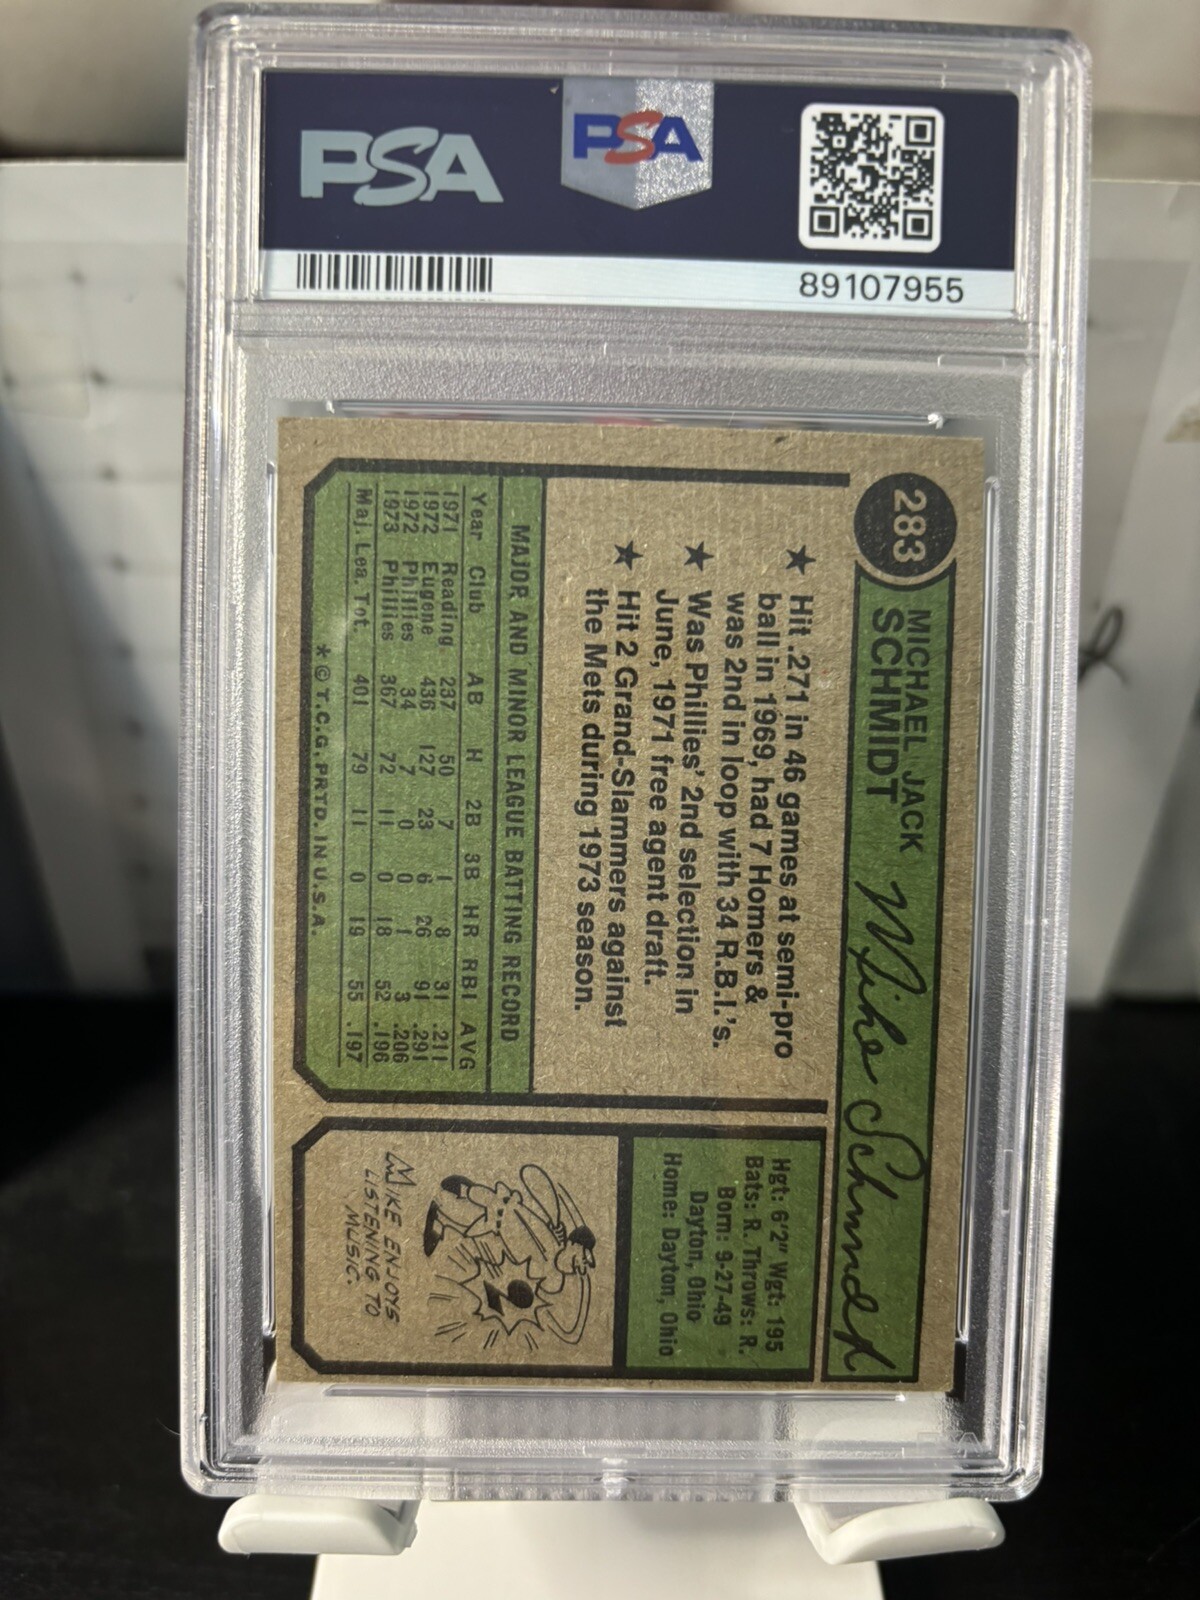 PSA
PSA
89107955
283
MICHAEL JACK
SCHMIDT
Mike Schmidt
★ Hit .271 in 46 games at semi-pro
ball in 1969, had 7 Homers &
was 2nd in loop with 34 R.B.I.'s.
★ Was Phillies' 2nd selection in
June, 1971 free agent draft.
★ Hit 2 Grand-Slammers against
the Mets during 1973 season.
MAJOR AND MINOR LEAGUE BATTING RECORD
Year Club AB H 2B 3B HR RBI AVG
1971 Reading 237 50 7 1 8 31 .211
1972 Eugene 436 127 23 6 26 91 .291
1972 Phillies 34 7 0 0 1 3 .206
1973 Phillies 367 72 11 0 18 52 .196
Maj. Lea. Tot. 401 79 11 0 19 55 .197
* © T.C.G. PRTD. IN U.S.A.
Hgt: 6'2" Wgt: 195
Bats: R. Throws: R.
Born: 9-27-49
Dayton, Ohio
Home: Dayton, Ohio
MIKE ENJOYS
LISTENING TO
MUSIC.
PSA